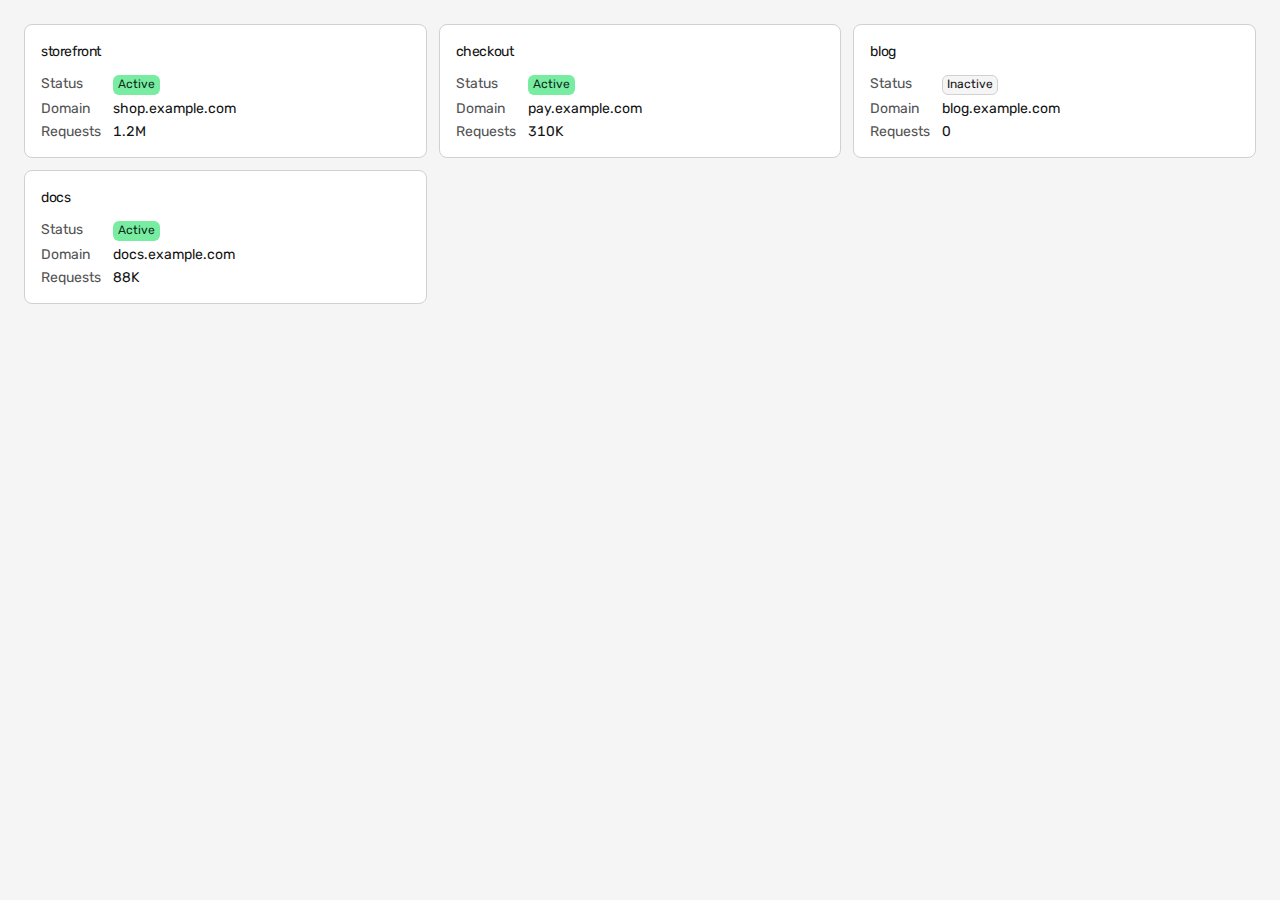 storefront
Status Active
Domain shop.example.com
Requests 1.2M
checkout
Status Active
Domain pay.example.com
Requests 310K
blog
Status Inactive
Domain blog.example.com
Requests 0
docs
Status Active
Domain docs.example.com
Requests 88K